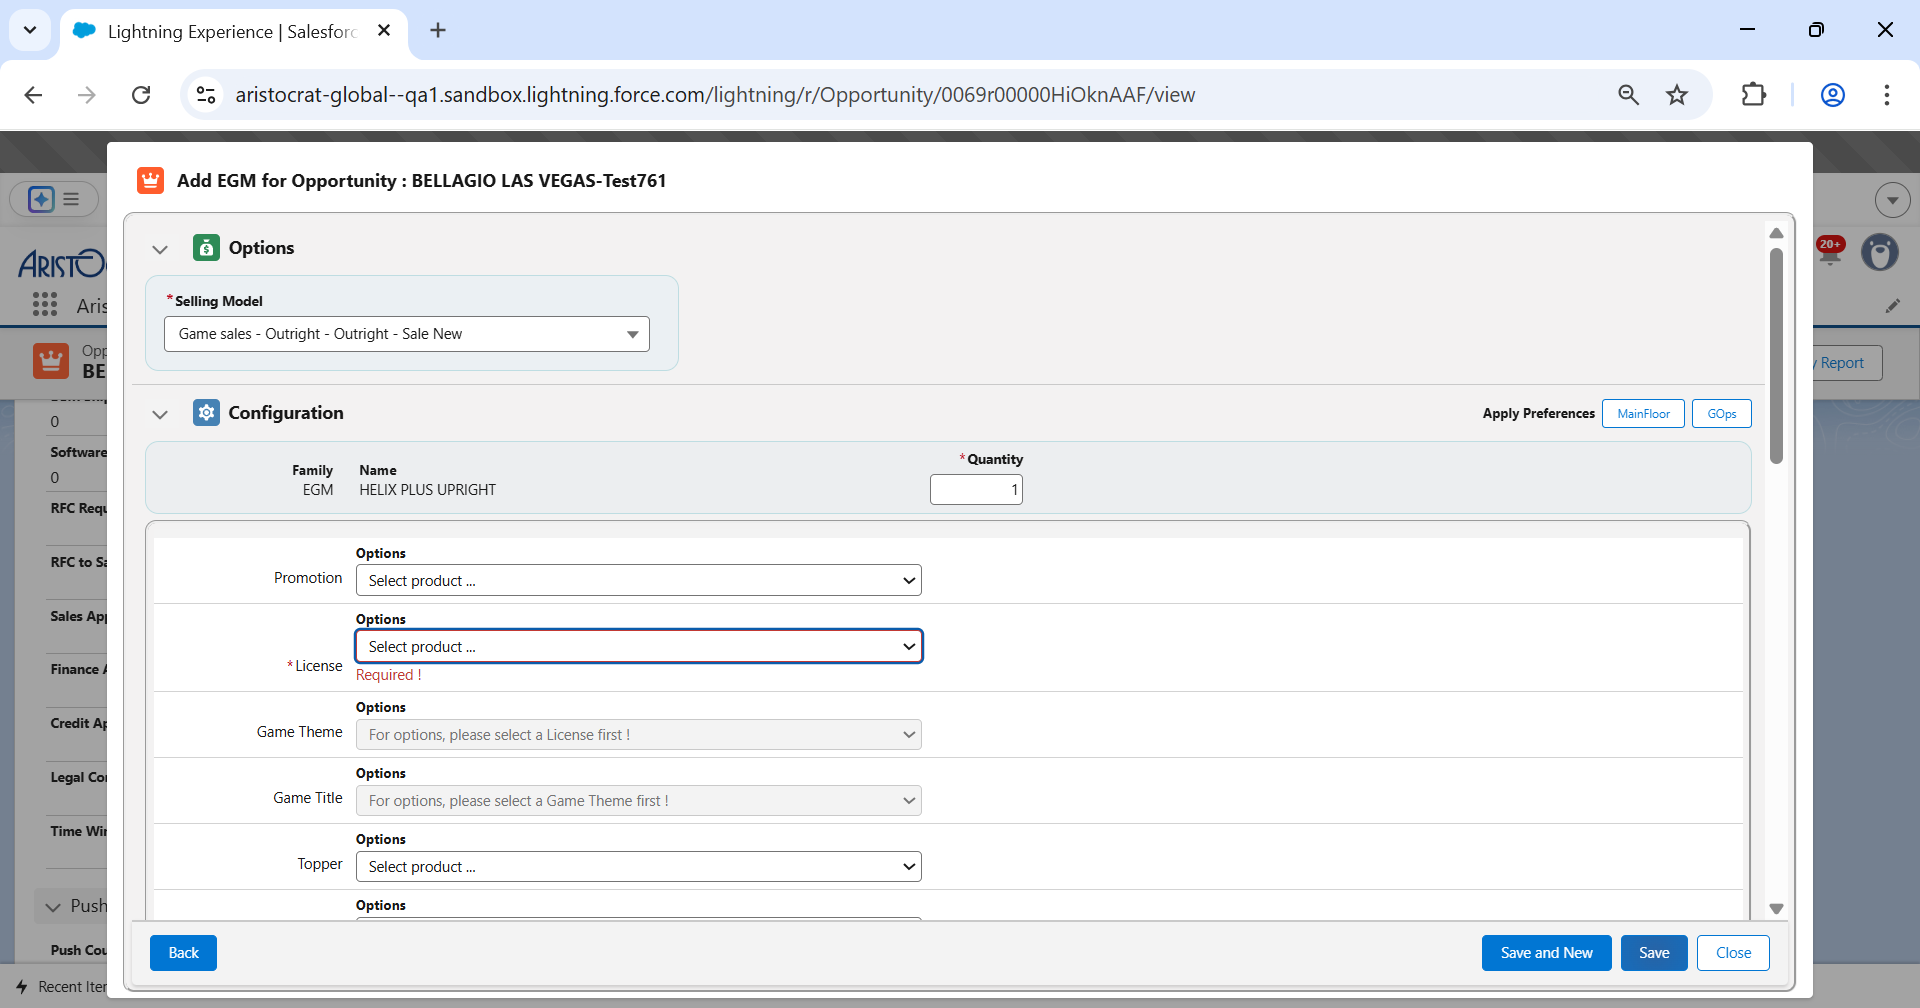 Lightning Experience | Salesforc
aristocrat-global--qa1.sandbox.lightning.force.com/lightning/r/Opportunity/0069r00000HiOknAAF/view
Add EGM for Opportunity : BELLAGIO LAS VEGAS-Test761
Options
* Selling Model
Game sales - Outright - Outright - Sale New
Configuration
Apply Preferences
MainFloor
GOps
Family
Name
* Quantity
EGM
HELIX PLUS UPRIGHT
1
Options
Promotion
Select product ...
Options
* License
Select product ...
Required !
Options
Game Theme
For options, please select a License first !
Options
Game Title
For options, please select a Game Theme first !
Options
Topper
Select product ...
Options
Back
Save and New
Save
Close
ARISTOC
Aris
20+
Opp
BE
y Report
0
Software
0
RFC Requ
RFC to Sa
Sales App
Finance A
Credit Ap
Legal Cor
Time Win
Push
Push Cou
Recent Iter